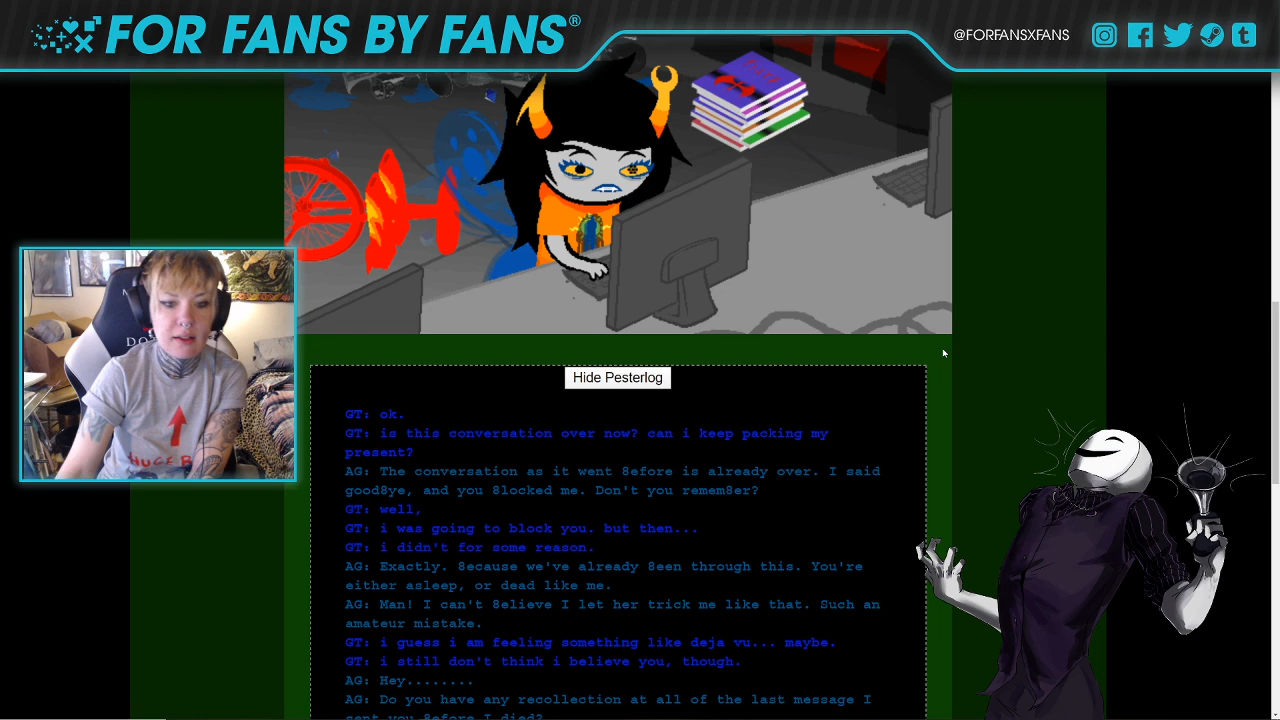 FOR FANS BY FANS®
@FORFANSXFANS
Hide Pesterlog
GT: ok.
GT: is this conversation over now? can i keep packing my
present?
AG: The conversation as it went 8efore is already over. I said
good8ye, and you 8locked me. Don't you remem8er?
GT: well,
GT: i was going to block you. but then...
GT: i didn't for some reason.
AG: Exactly. 8ecause we've already 8een through this. You're
either asleep, or dead like me.
AG: Man! I can't 8elieve I let her trick me like that. Such an
amateur mistake.
GT: i guess i am feeling something like deja vu... maybe.
GT: i still don't think i believe you, though.
AG: Hey........
AG: Do you have any recollection at all of the last message I
sent you 8efore I died?